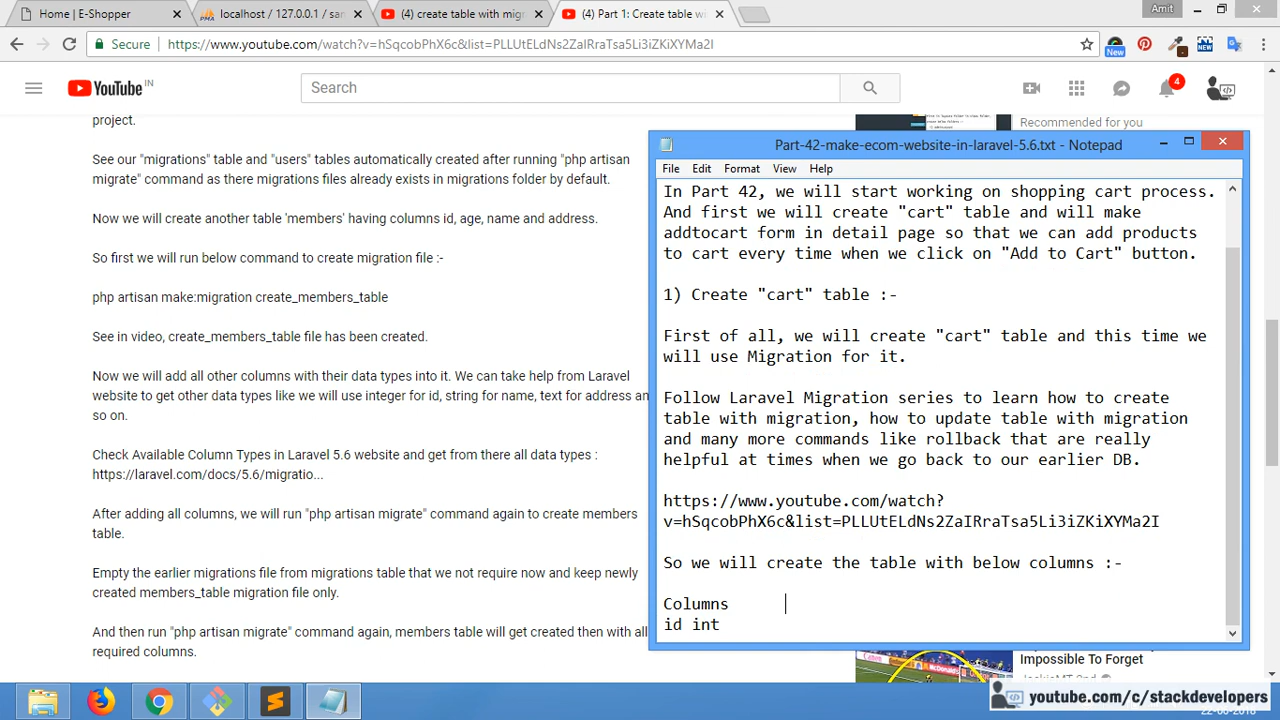 Home | E-Shopper
localhost / 127.0.0.1 / sar
(4) create table with migr
(4) Part 1: Create table w
Amit
Secure
https://www.youtube.com/watch?v=hSqcobPhX6c&list=PLLUtELdNs2ZaIRraTsa5Li3iZKiXYMa2I
New
NEW
YouTube IN
Search
4
project.
See our "migrations" table and "users" tables automatically created after running "php artisan
migrate" command as there migrations files already exists in migrations folder by default.
Now we will create another table 'members' having columns id, age, name and address.
So first we will run below command to create migration file :-
php artisan make:migration create_members_table
See in video, create_members_table file has been created.
Now we will add all other columns with their data types into it. We can take help from Laravel
website to get other data types like we will use integer for id, string for name, text for address an
so on.
Check Available Column Types in Laravel 5.6 website and get from there all data types :
https://laravel.com/docs/5.6/migratio...
After adding all columns, we will run "php artisan migrate" command again to create members
table.
Empty the earlier migrations file from migrations table that we not require now and keep newly
created members_table migration file only.
And then run "php artisan migrate" command again, members table will get created then with all
required columns.
Recommended for you
Part-42-make-ecom-website-in-laravel-5.6.txt - Notepad
File Edit Format View Help
In Part 42, we will start working on shopping cart process.
And first we will create "cart" table and will make
addtocart form in detail page so that we can add products
to cart every time when we click on "Add to Cart" button.
1) Create "cart" table :-
First of all, we will create "cart" table and this time we
will use Migration for it.
Follow Laravel Migration series to learn how to create
table with migration, how to update table with migration
and many more commands like rollback that are really
helpful at times when we go back to our earlier DB.
https://www.youtube.com/watch?
v=hSqcobPhX6c&list=PLLUtELdNs2ZaIRraTsa5Li3iZKiXYMa2I
So we will create the table with below columns :-
Columns
id int
Impossible To Forget
youtube.com/c/stackdevelopers